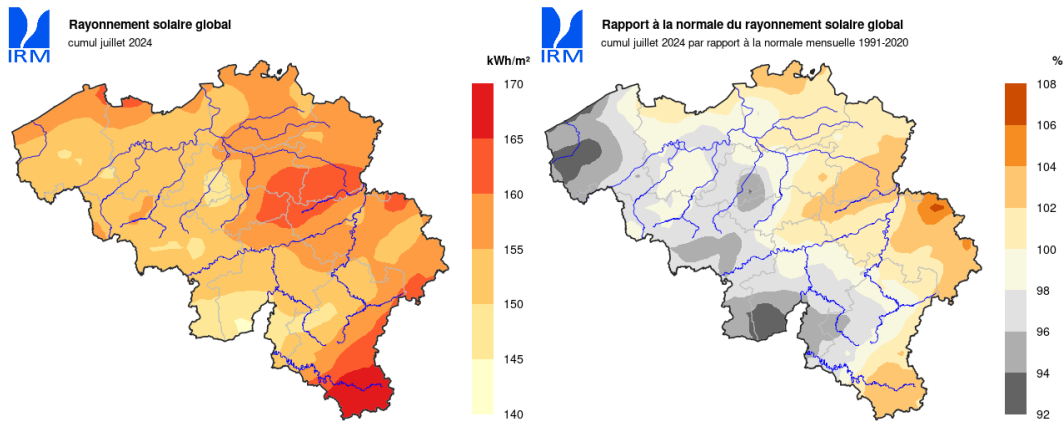 Rayonnement solaire global
cumul juillet 2024
IRM
kWh/m²
170
165
160
155
150
145
140
Rapport à la normale du rayonnement solaire global
cumul juillet 2024 par rapport à la normale mensuelle 1991-2020
IRM
%
108
106
104
102
100
98
96
94
92